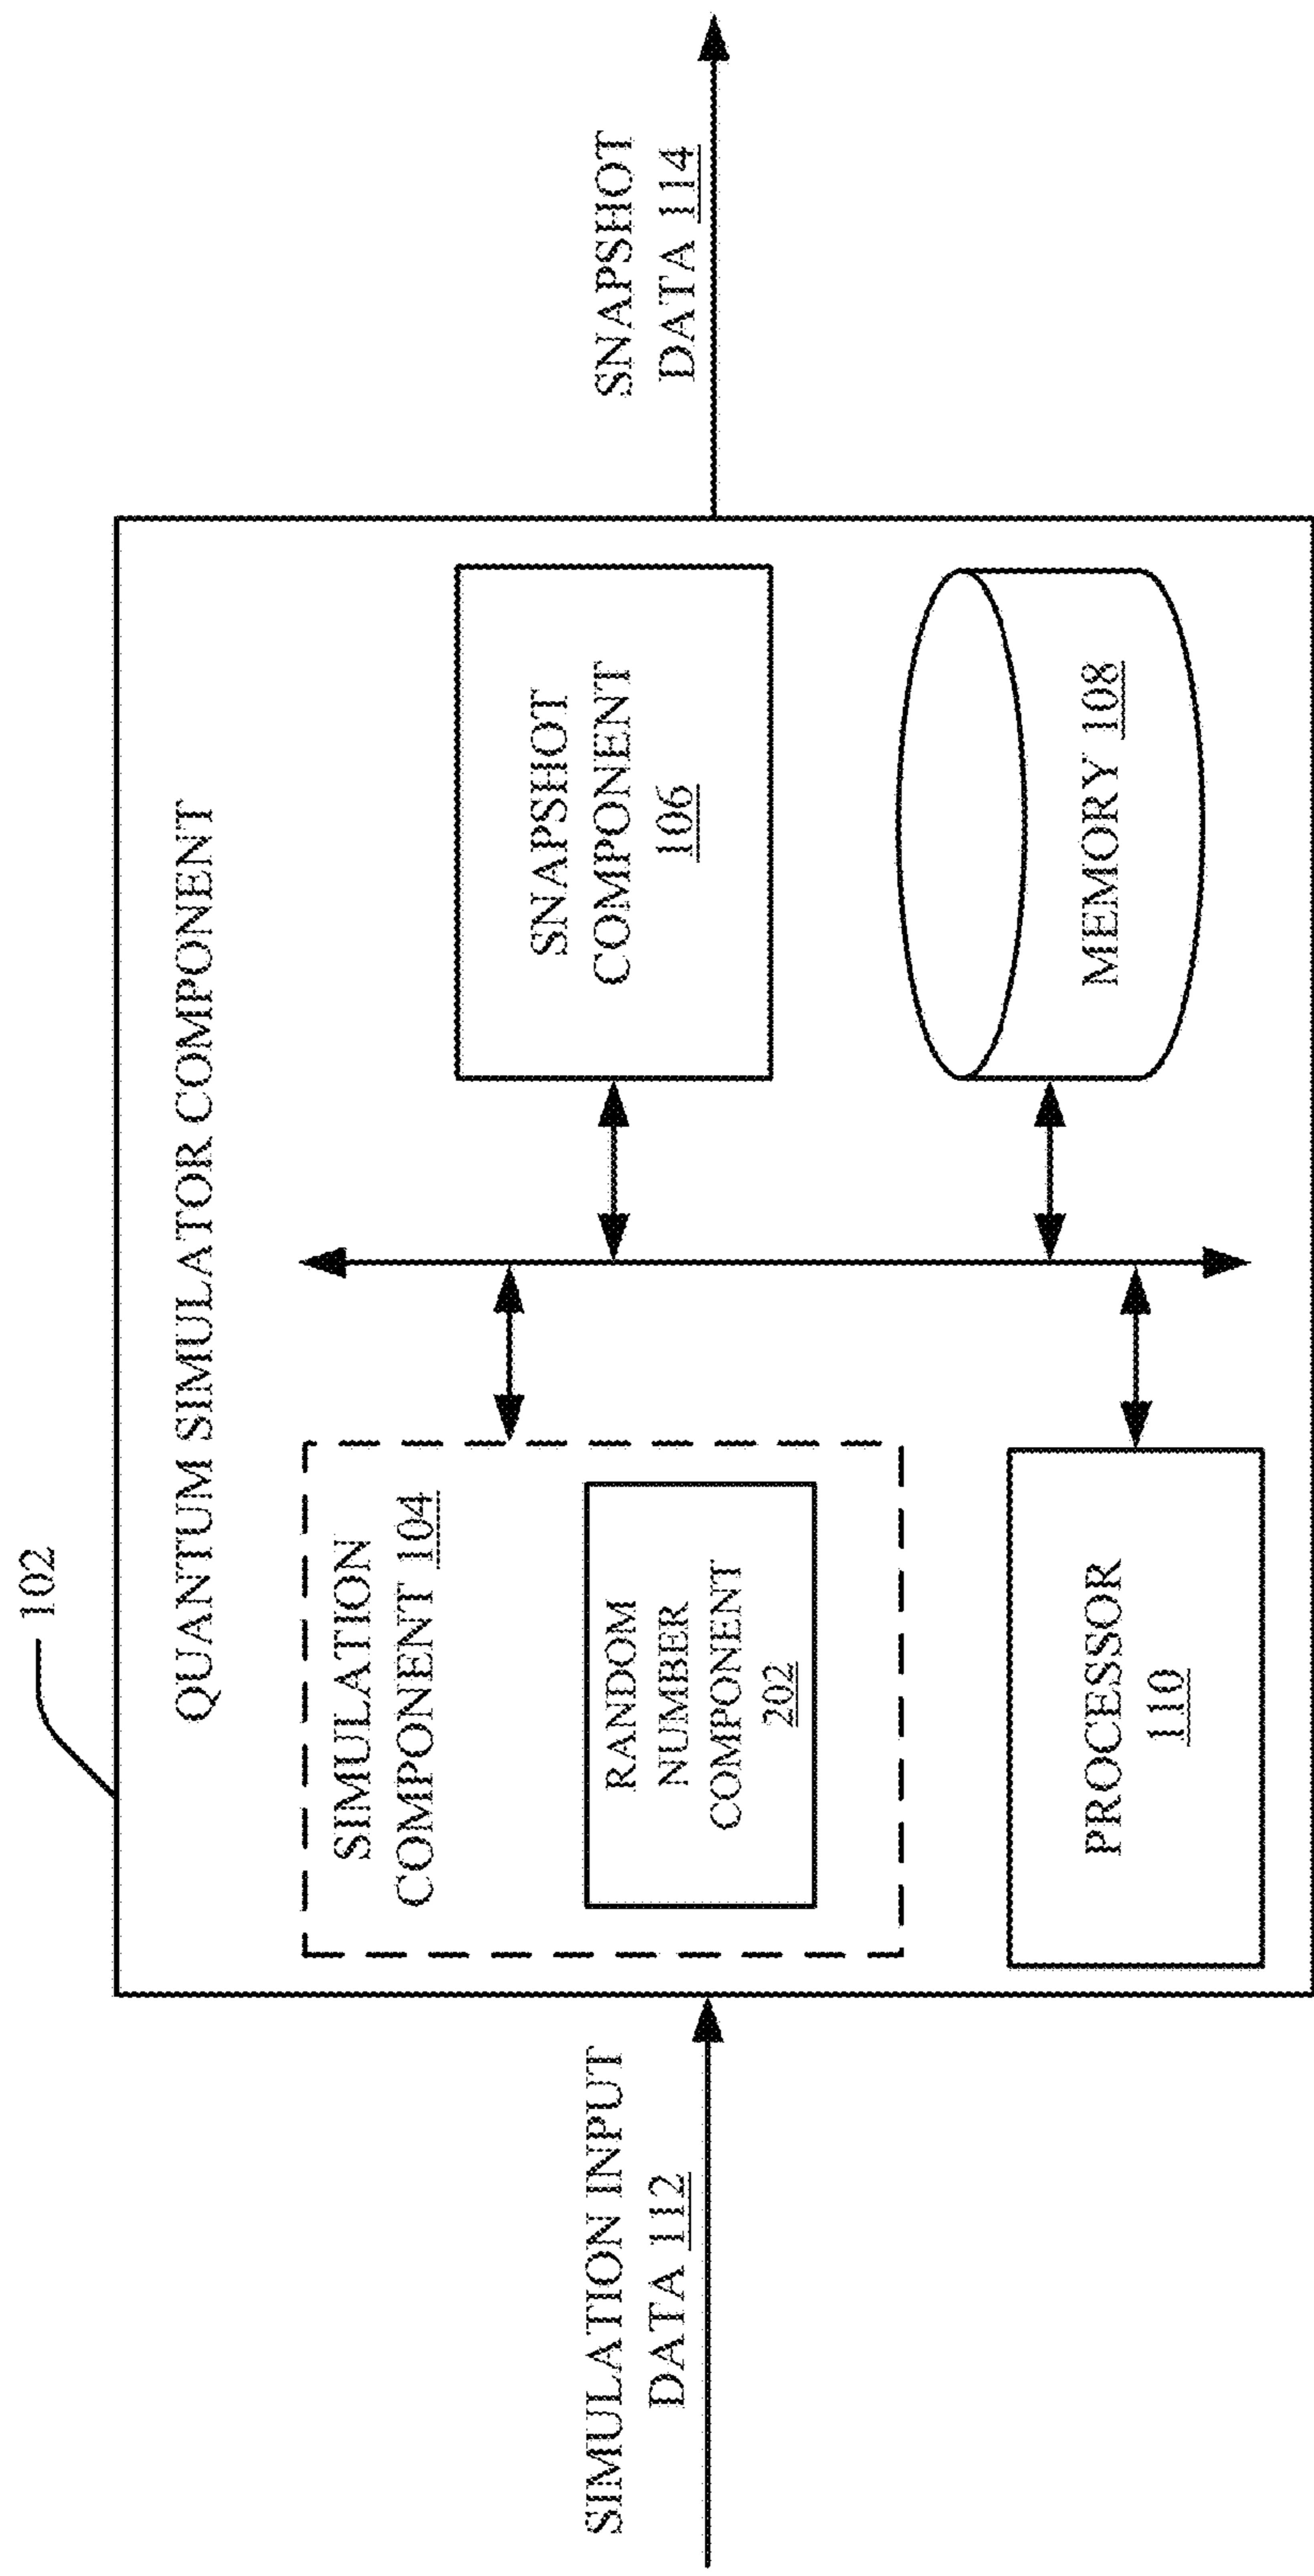 102
QUANTUM SIMULATOR COMPONENT
SIMULATION INPUT
DATA 112
SIMULATION
COMPONENT 104
RANDOM
NUMBER
COMPONENT
202
PROCESSOR
110
SNAPSHOT
COMPONENT
106
MEMORY 108
SNAPSHOT
DATA 114